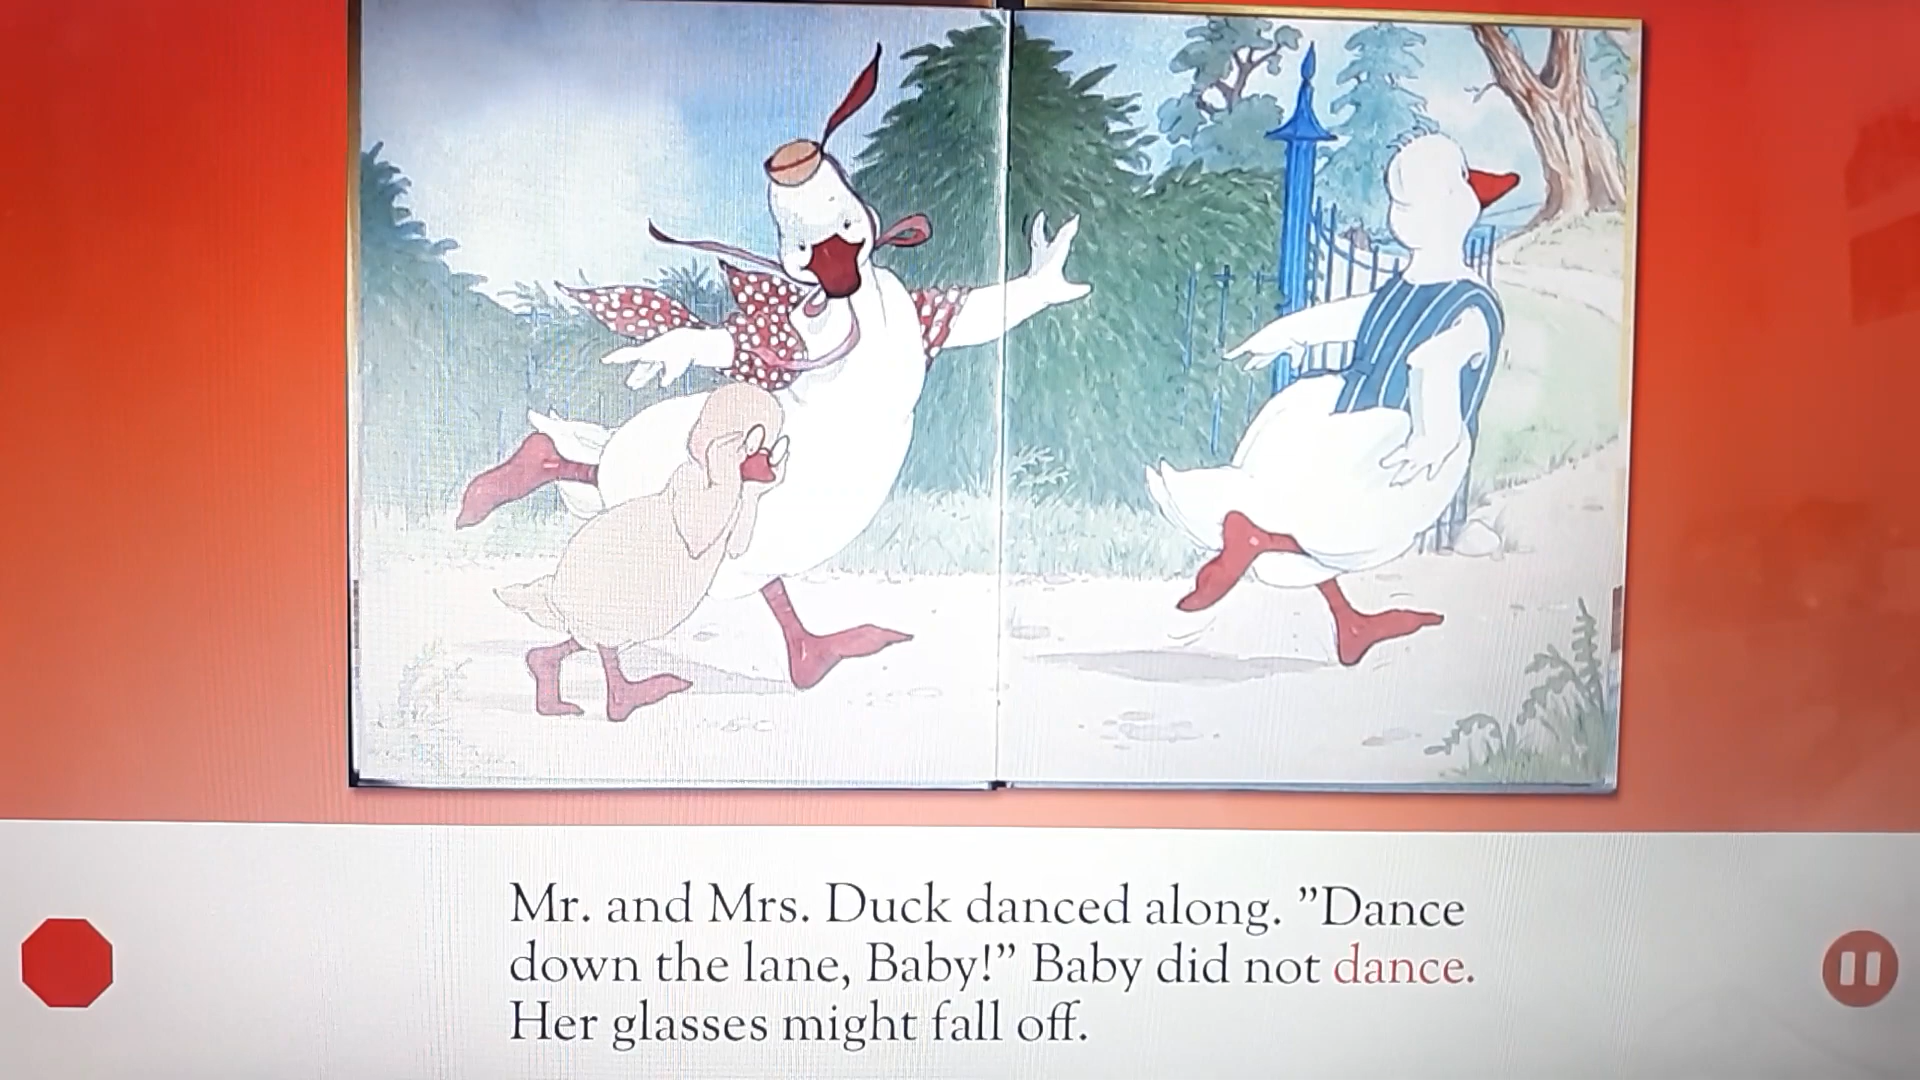 Mr. and Mrs. Duck danced along. ”Dance
down the lane, Baby!” Baby did not dance.
Her glasses might fall off.